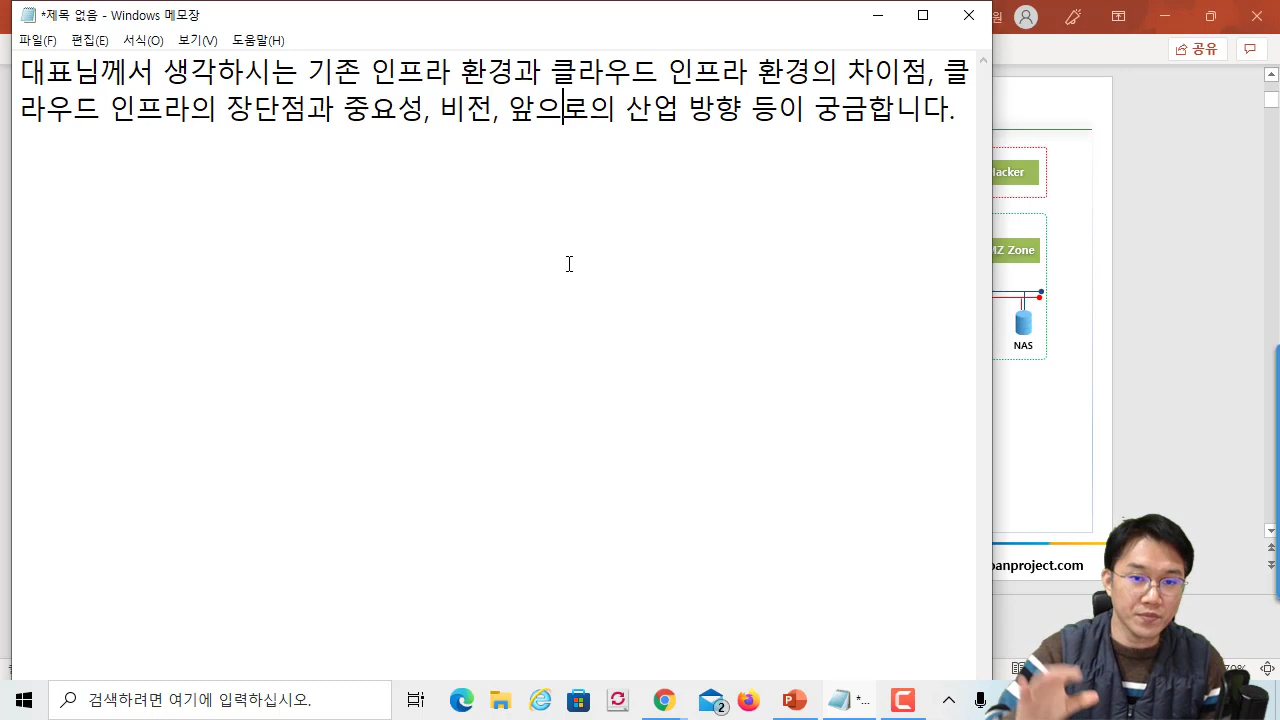 *제목 없음 - Windows 메모장
파일(F) 편집(E) 서식(O) 보기(V) 도움말(H)
대표님께서 생각하시는 기존 인프라 환경과 클라우드 인프라 환경의 차이점, 클
라우드 인프라의 장단점과 중요성, 비전, 앞으로의 산업 방향 등이 궁금합니다.
원
공유
Hacker
MZ Zone
NAS
panproject.com
검색하려면 여기에 입력하십시오.
2
*...